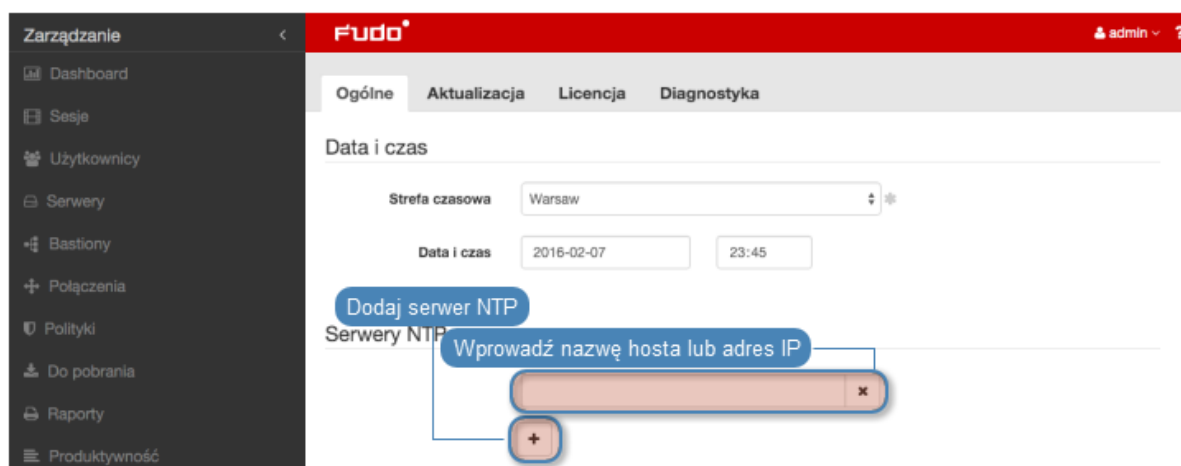 Zarządzanie
FUDO
admin
?
Dashboard
Sesje
Użytkownicy
Serwery
Bastiony
Połączenia
Polityki
Do pobrania
Raporty
Produktywność
Ogólne Aktualizacja Licencja Diagnostyka
Data i czas
Strefa czasowa Warsaw
Data i czas 2016-02-07 23:45
Dodaj serwer NTP
Serwery NTP
Wprowadź nazwę hosta lub adres IP